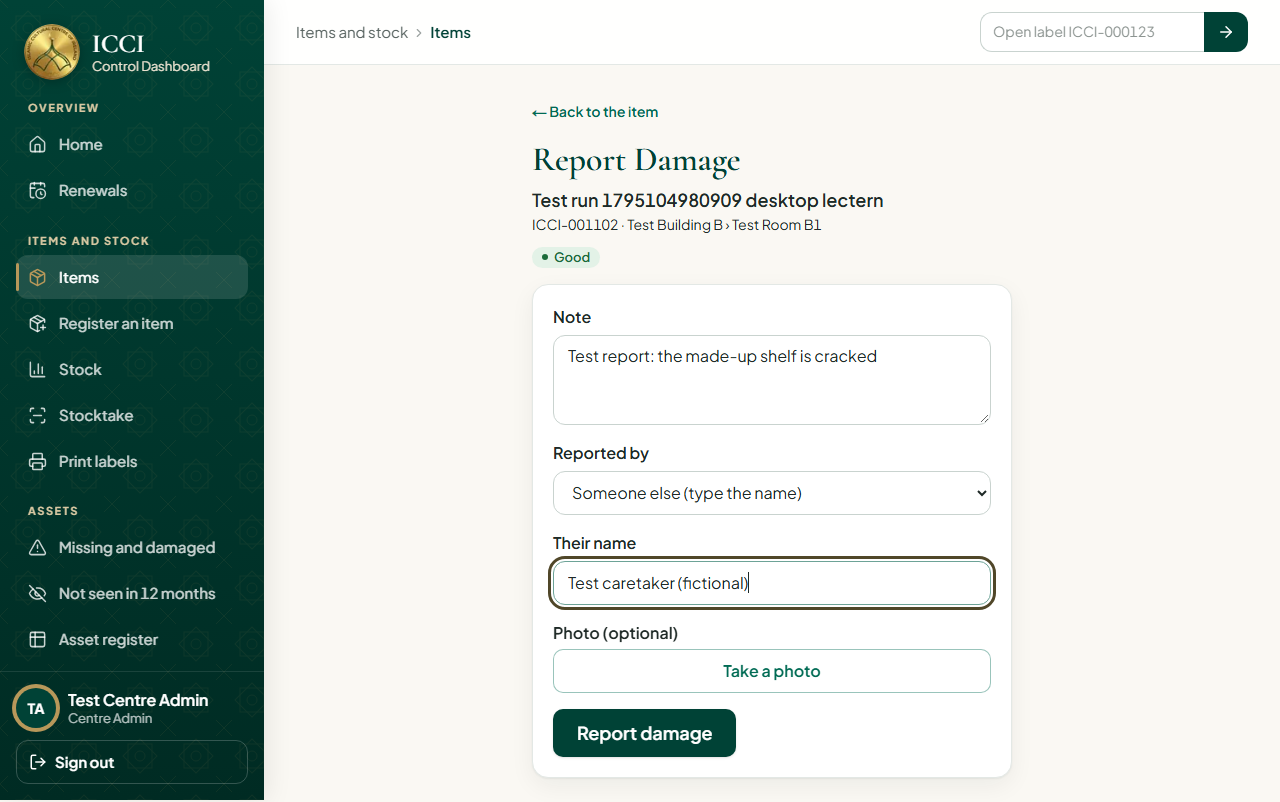 ICCI
Control Dashboard
OVERVIEW
Home
Renewals
ITEMS AND STOCK
Items
Register an item
Stock
Stocktake
Print labels
ASSETS
Missing and damaged
Not seen in 12 months
Asset register
TA
Test Centre Admin
Centre Admin
Sign out
Items and stock › Items
Open label ICCI-000123
← Back to the item
Report Damage
Test run 1795104980909 desktop lectern
ICCI-001102 · Test Building B › Test Room B1
Good
Note
Test report: the made-up shelf is cracked
Reported by
Someone else (type the name)
Their name
Test caretaker (fictional)
Photo (optional)
Take a photo
Report damage